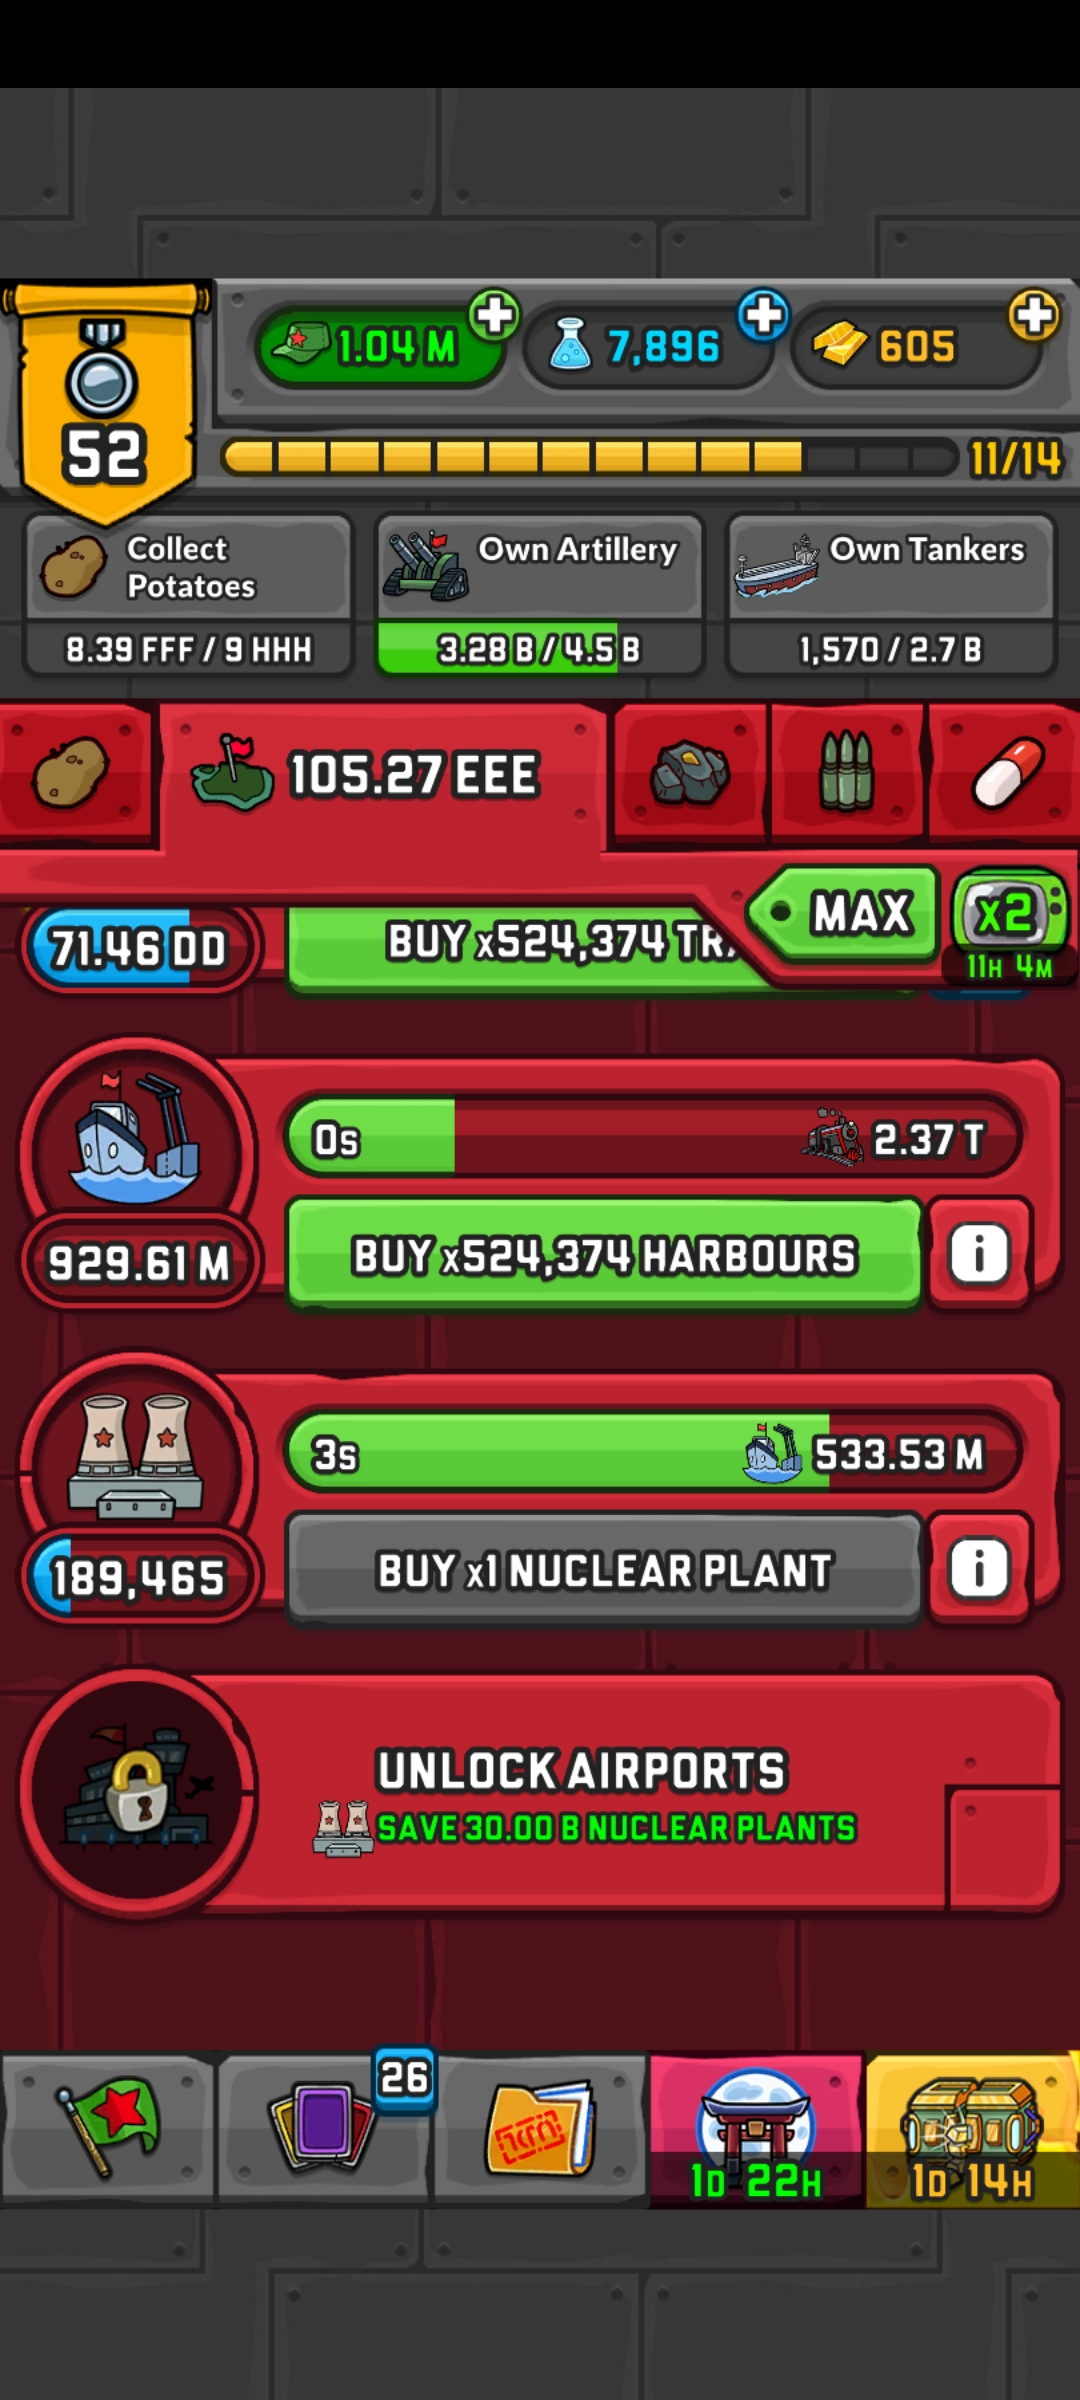 1.04 M
7,896
605
52
11/14
Collect
Potatoes
8.39 FFF / 9 HHH
Own Artillery
3.28 B / 4.5 B
Own Tankers
1,570 / 2.7 B
105.27 EEE
MAX
x2
11H 4M
71.46 DD
BUY x524,374
0s
2.37 T
929.61 M
BUY x524,374 HARBOURS
i
3s
533.53 M
189,465
BUY x1 NUCLEAR PLANT
i
UNLOCK AIRPORTS
SAVE 30.00 B NUCLEAR PLANTS
26
1D 22H
1D 14H